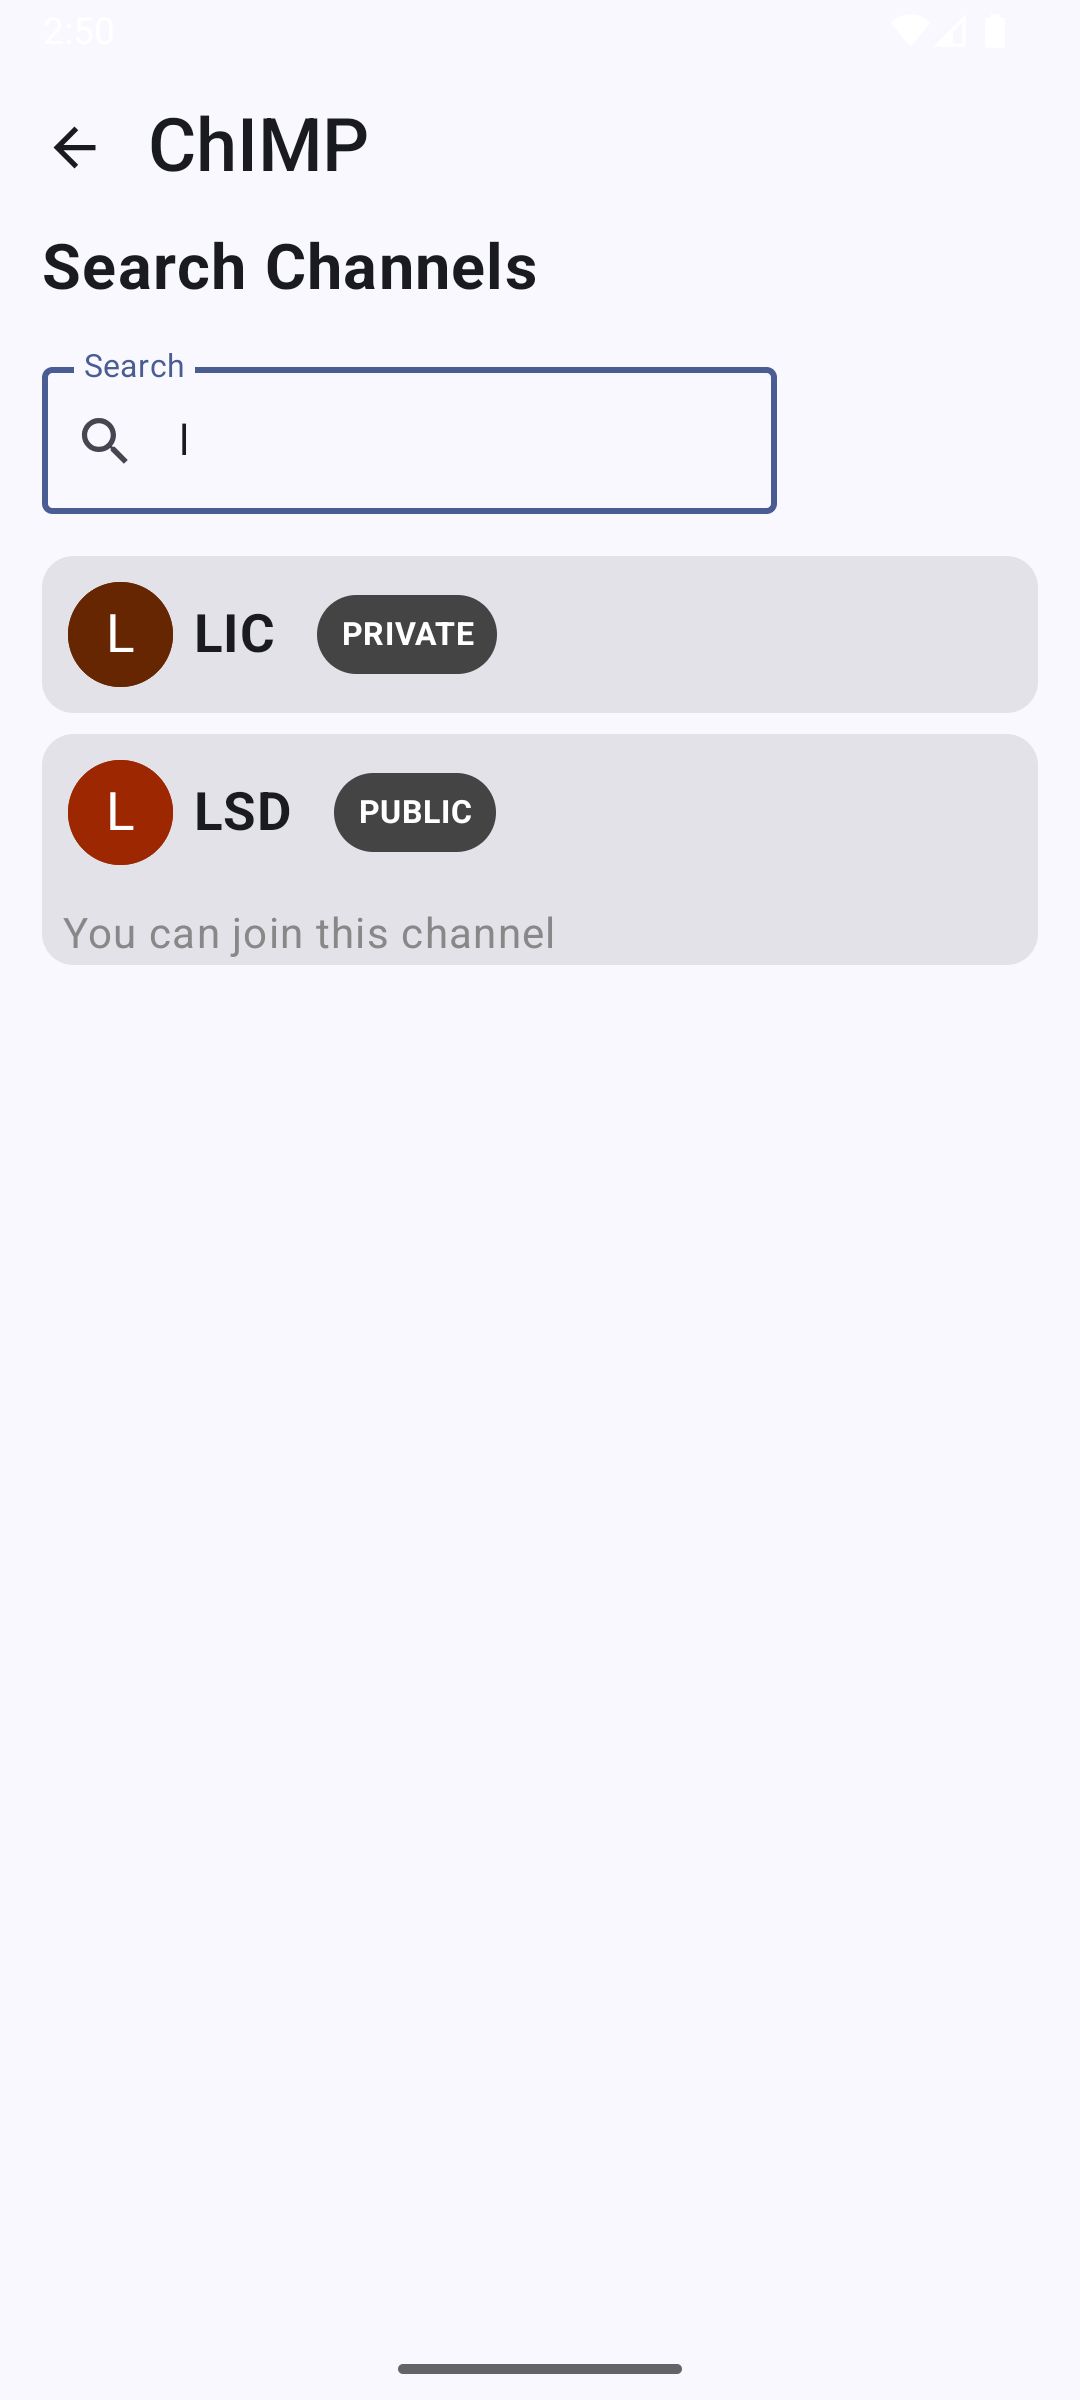 2:50
ChIMP
Search Channels
Search
l
L LIC PRIVATE
L LSD PUBLIC
You can join this channel